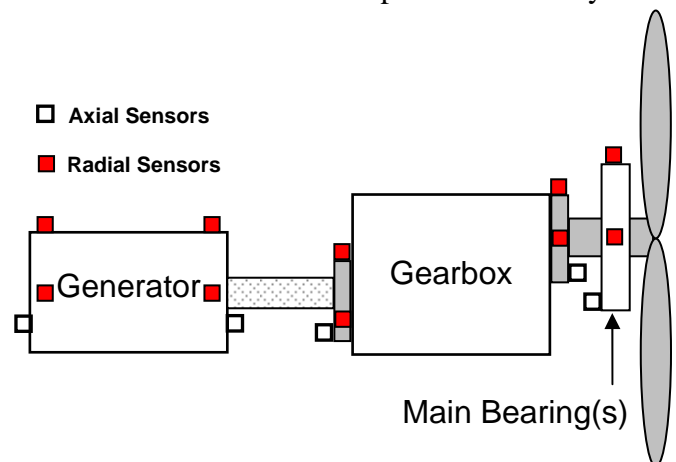 Axial Sensors
Radial Sensors
Generator
Gearbox
Main Bearing(s)